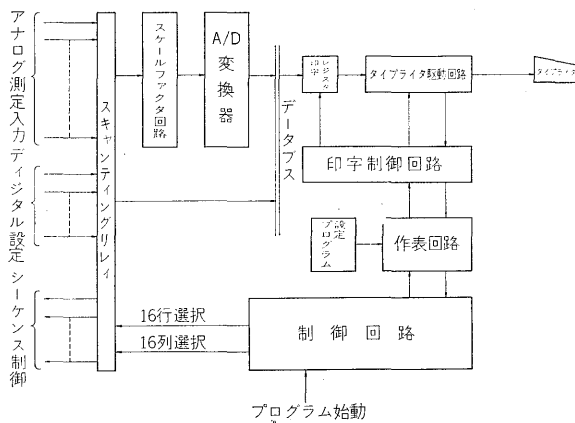 アナログ測定入力
ディジタル設定
シーケンス制御
スキャンティングリレイ
スケールファクタ回路
A/D変換器
データバス
印字レジスタ
タイプライタ駆動回路
タイプライタ
印字制御回路
設定プログラム
作表回路
制御回路
16行選択
16列選択
プログラム始動